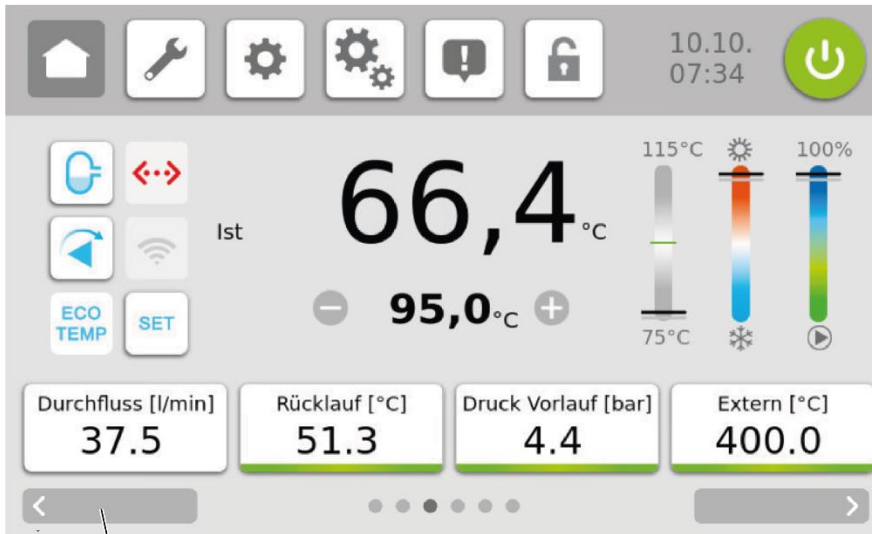 10.10.
07:34
115°C
100%
Ist
66,4 °C
95,0 °C
ECO
TEMP
SET
75°C
Durchfluss [l/min]
37.5
Rücklauf [°C]
51.3
Druck Vorlauf [bar]
4.4
Extern [°C]
400.0